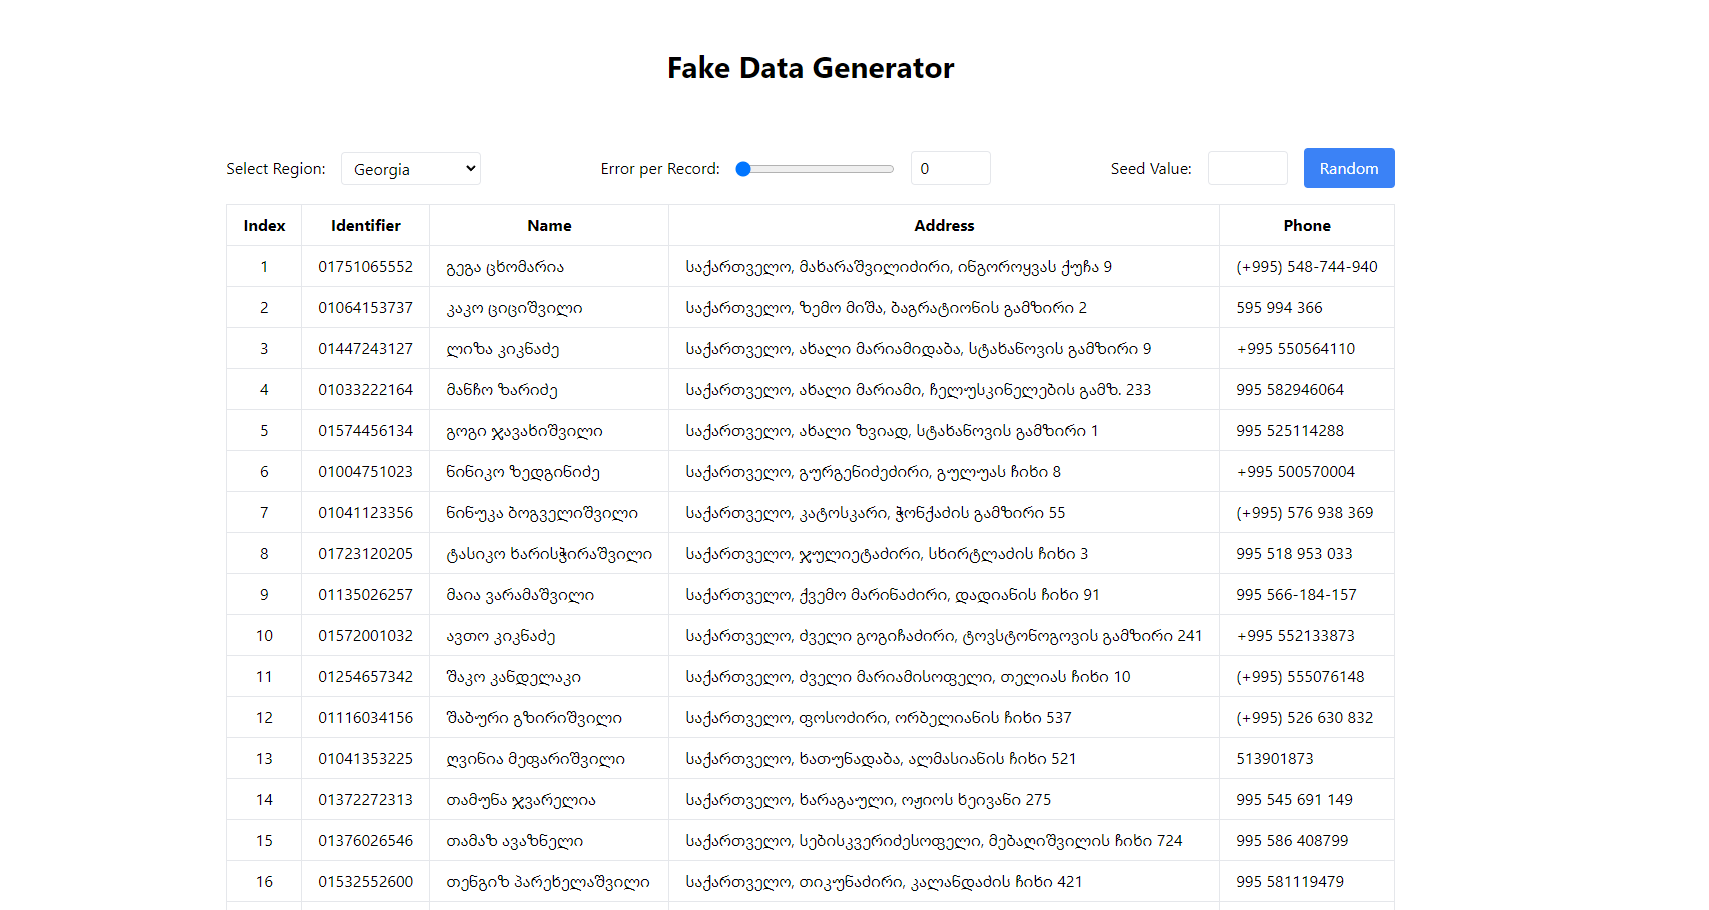 Fake Data Generator
Select Region: Georgia Error per Record: 0 Seed Value: Random
Index Identifier Name Address Phone
1 01751065552 გეგა ცხომარია საქართველო, მახარაშვილიძირი, ინგოროყვას ქუჩა 9 (+995) 548-744-940
2 01064153737 კაკო ციციშვილი საქართველო, ზემო მიშა, ბაგრატიონის გამზირი 2 595 994 366
3 01447243127 ლიზა კიკნაძე საქართველო, ახალი მარიამიდაბა, სტახანოვის გამზირი 9 +995 550564110
4 01033222164 მანჩო ზარიძე საქართველო, ახალი მარიამი, ჩელუსკინელების გამზ. 233 995 582946064
5 01574456134 გოგი ჯავახიშვილი საქართველო, ახალი ზვიად, სტახანოვის გამზირი 1 995 525114288
6 01004751023 ნინიკო ზედგინიძე საქართველო, გურგენიძეძირი, გულუას ჩიხი 8 +995 500570004
7 01041123356 ნინუკა ბოგველიშვილი საქართველო, კატოსკარი, ჭონქაძის გამზირი 55 (+995) 576 938 369
8 01723120205 ტასიკო ხარისჭირაშვილი საქართველო, ჯულიეტაძირი, სხირტლაძის ჩიხი 3 995 518 953 033
9 01135026257 მაია ვარამაშვილი საქართველო, ქვემო მარინაძირი, დადიანის ჩიხი 91 995 566-184-157
10 01572001032 ავთო კიკნაძე საქართველო, ძველი გოგიჩაძირი, ტოვსტონოგოვის გამზირი 241 +995 552133873
11 01254657342 შაკო კანდელაკი საქართველო, ძველი მარიამისოფელი, თელიას ჩიხი 10 (+995) 555076148
12 01116034156 შაბური გზირიშვილი საქართველო, ფოსოძირი, ორბელიანის ჩიხი 537 (+995) 526 630 832
13 01041353225 ღვინია მეფარიშვილი საქართველო, ხათუნადაბა, ალმასიანის ჩიხი 521 513901873
14 01372272313 თამუნა ჯვარელია საქართველო, ხარაგაული, ოჟიოს ხეივანი 275 995 545 691 149
15 01376026546 თამაზ ავაზნელი საქართველო, სებისკვერიძესოფელი, მებაღიშვილის ჩიხი 724 995 586 408799
16 01532552600 თენგიზ პარეხელაშვილი საქართველო, თიკუნაძირი, კალანდაძის ჩიხი 421 995 581119479